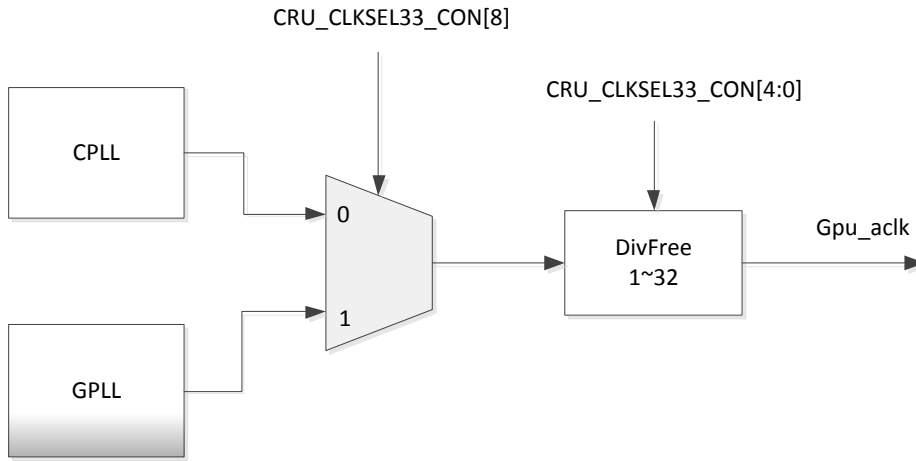 CRU_CLKSEL33_CON[8]
CRU_CLKSEL33_CON[4:0]
CPLL
0
Gpu_aclk
DivFree
1~32
1
GPLL